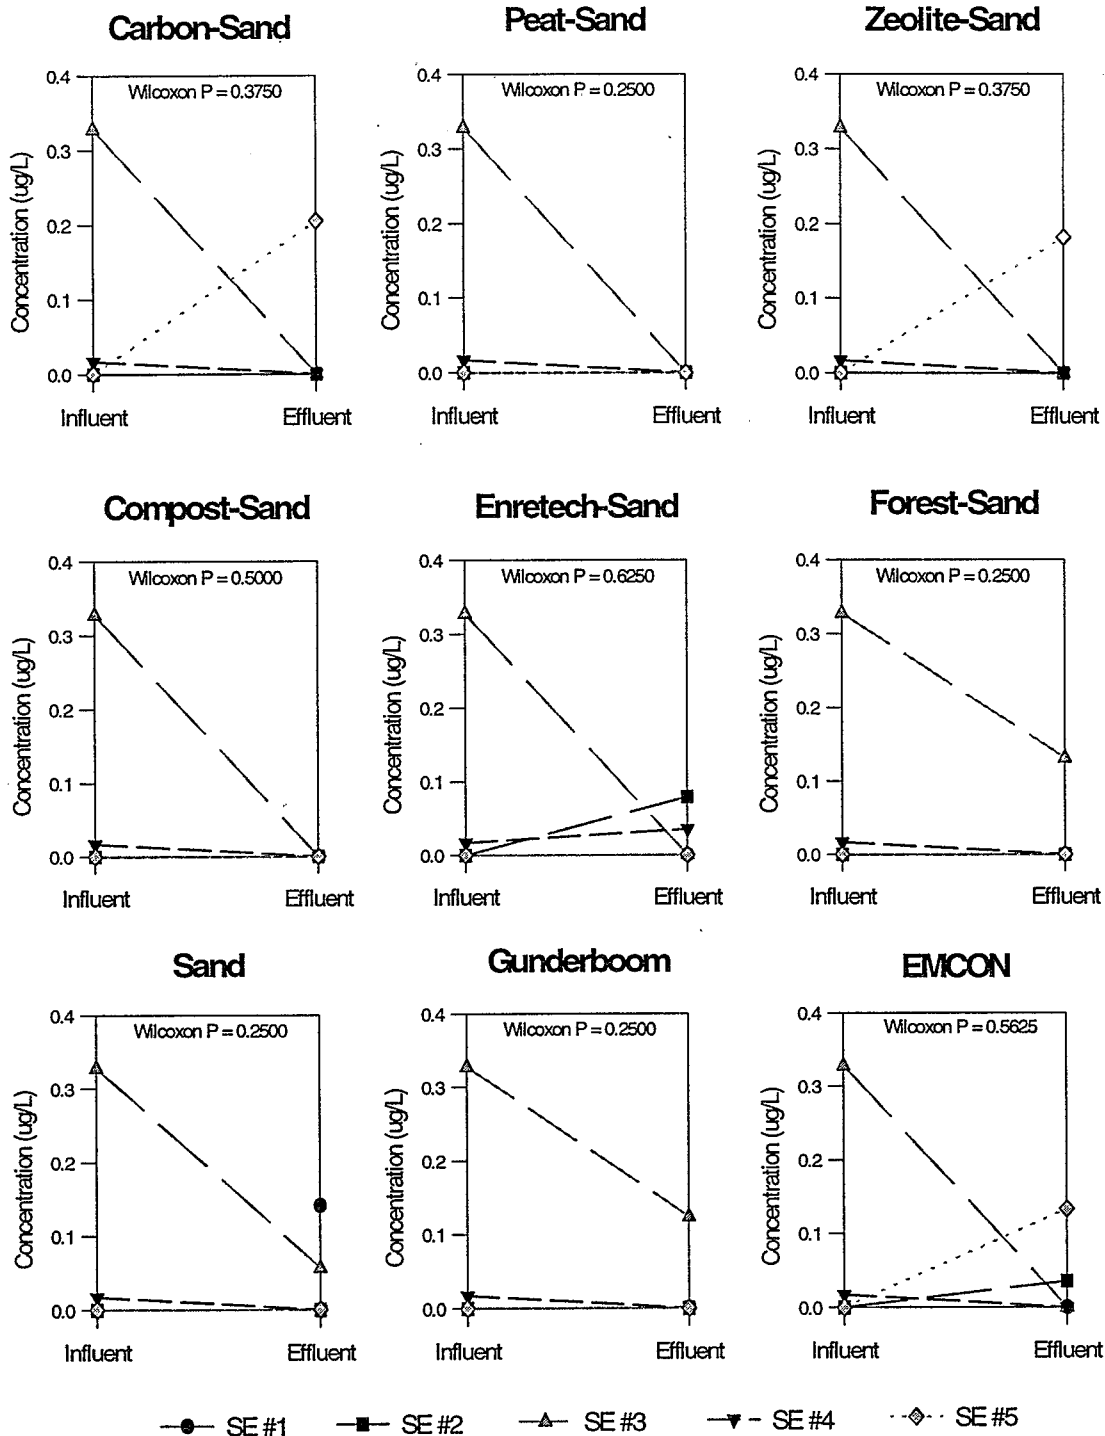 Carbon-Sand Peat-Sand Zeolite-Sand
Wilcoxon P = 0.3750 Wilcoxon P = 0.2500 Wilcoxon P = 0.3750
Concentration (ug/L) Concentration (ug/L) Concentration (ug/L)
0.4 0.4 0.4
0.3 0.3 0.3
0.2 0.2 0.2
0.1 0.1 0.1
0.0 0.0 0.0
Influent Effluent Influent Effluent Influent Effluent
Compost-Sand Enretech-Sand Forest-Sand
Wilcoxon P = 0.5000 Wilcoxon P = 0.6250 Wilcoxon P = 0.2500
Concentration (ug/L) Concentration (ug/L) Concentration (ug/L)
0.4 0.4 0.4
0.3 0.3 0.3
0.2 0.2 0.2
0.1 0.1 0.1
0.0 0.0 0.0
Influent Effluent Influent Effluent Influent Effluent
Sand Gunderboom EMCON
Wilcoxon P = 0.2500 Wilcoxon P = 0.2500 Wilcoxon P = 0.5625
Concentration (ug/L) Concentration (ug/L) Concentration (ug/L)
0.4 0.4 0.4
0.3 0.3 0.3
0.2 0.2 0.2
0.1 0.1 0.1
0.0 0.0 0.0
Influent Effluent Influent Effluent Influent Effluent
SE #1 SE #2 SE #3 SE #4 SE #5